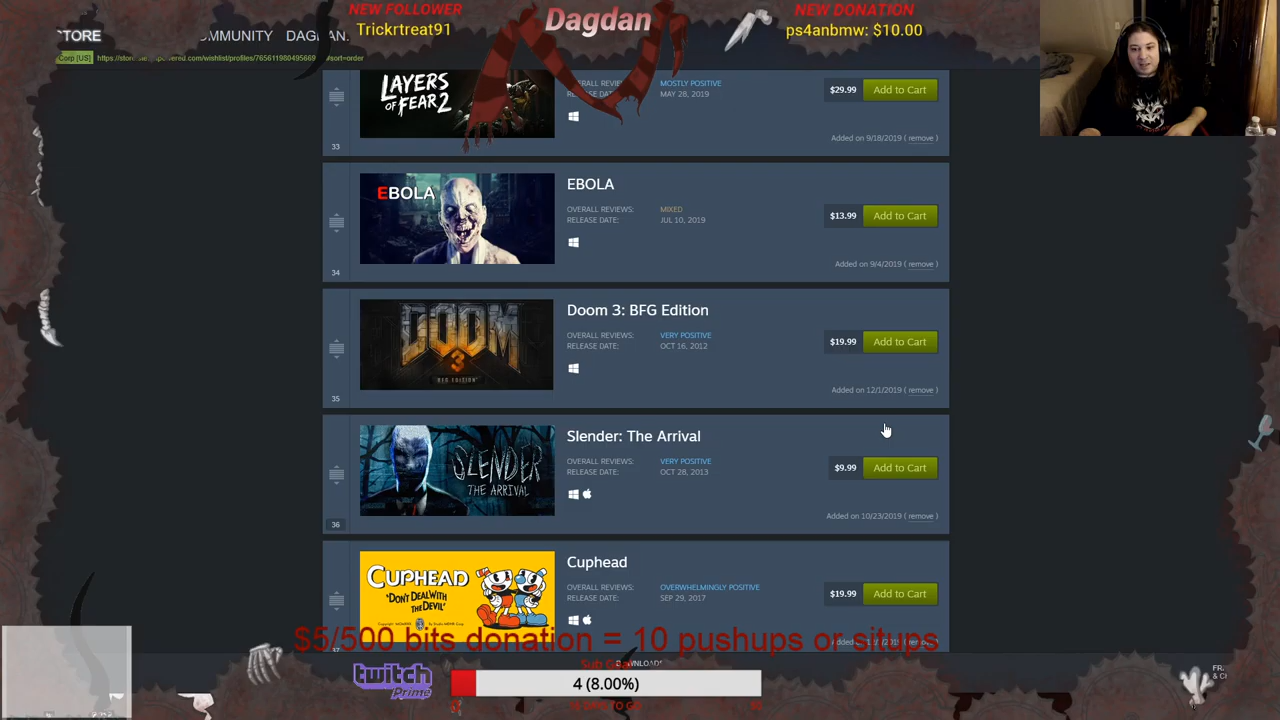 NEW FOLLOWER
Trickrtreat91
Dagdan
NEW DONATION
ps4anbmw: $10.00
TORE
OMMUNITY
Corp [US]
LAYERS OF FEAR 2
MOSTLY POSITIVE
MAY 28, 2019
$29.99
Add to Cart
Added on 9/18/2019 ( remove )
33
EBOLA
EBOLA
OVERALL REVIEWS: MIXED
RELEASE DATE: JUL 10, 2019
$13.99
Add to Cart
Added on 9/4/2019 ( remove )
34
DOOM 3
BFG EDITION
Doom 3: BFG Edition
OVERALL REVIEWS: VERY POSITIVE
RELEASE DATE: OCT 16, 2012
$19.99
Add to Cart
Added on 12/1/2019 ( remove )
35
SLENDER
THE ARRIVAL
Slender: The Arrival
OVERALL REVIEWS: VERY POSITIVE
RELEASE DATE: OCT 28, 2013
$9.99
Add to Cart
Added on 10/23/2019 ( remove )
36
CUPHEAD
"DON'T DEAL WITH THE DEVIL"
Cuphead
OVERALL REVIEWS: OVERWHELMINGLY POSITIVE
RELEASE DATE: SEP 29, 2017
$19.99
Add to Cart
$5/500 bits donation = 10 pushups or situps
twitch Prime
4 (8.00%)